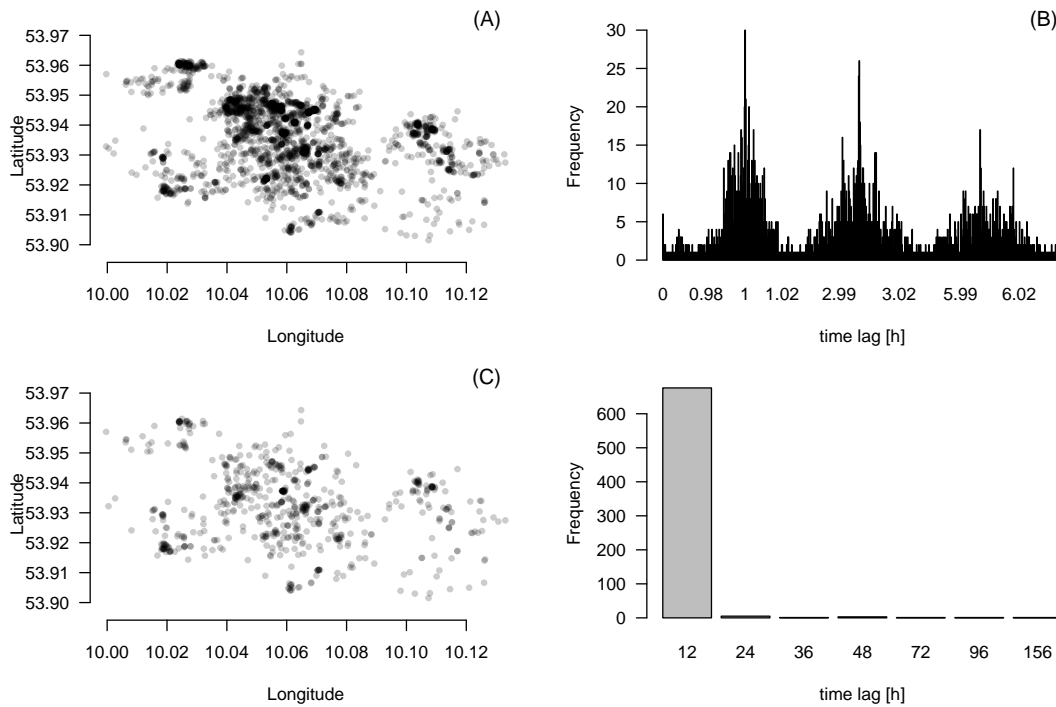 (A)
53.97
53.96
53.95
53.94
53.93
53.92
53.91
53.90
Latitude
10.00 10.02 10.04 10.06 10.08 10.10 10.12
Longitude
(B)
30
25
20
15
10
5
0
Frequency
0 0.98 1 1.02 2.99 3.02 5.99 6.02
time lag [h]
(C)
53.97
53.96
53.95
53.94
53.93
53.92
53.91
53.90
Latitude
10.00 10.02 10.04 10.06 10.08 10.10 10.12
Longitude
600
500
400
300
200
100
0
Frequency
12 24 36 48 72 96 156
time lag [h]